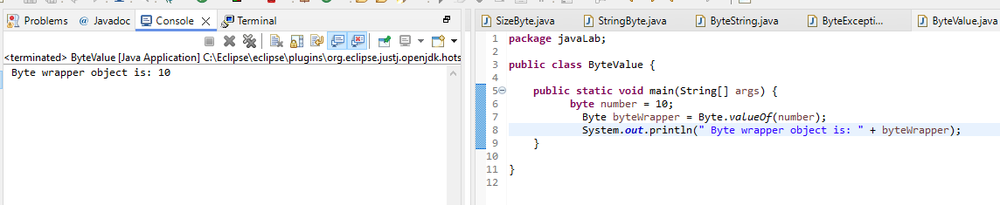 Problems @ Javadoc Console Terminal
<terminated> ByteValue [Java Application] C:\Eclipse\eclipse\plugins\org.eclipse.justj.openjdk.hots
Byte wrapper object is: 10
SizeByte.java StringByte.java ByteString.java ByteExcepti... ByteValue.java
1 package javaLab;
2
3 public class ByteValue {
4
5 public static void main(String[] args) {
6 byte number = 10;
7 Byte byteWrapper = Byte.valueOf(number);
8 System.out.println(" Byte wrapper object is: " + byteWrapper);
9 }
10
11 }
12